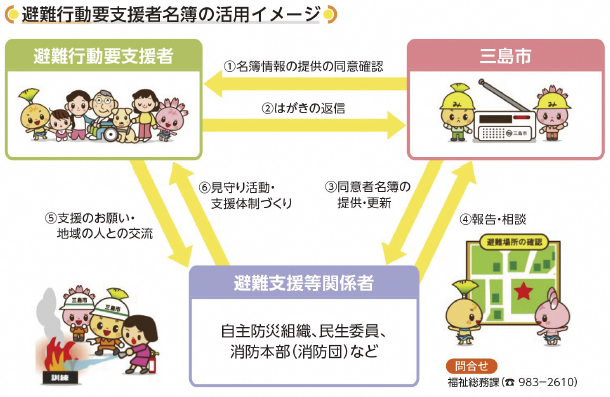 避難行動要支援者名簿の活用イメージ
避難行動要支援者
三島市
①名簿情報の提供の同意確認
②はがきの返信
み
み
三島市
⑥見守り活動・
支援体制づくり
③同意者名簿の
提供・更新
⑤支援のお願い・
地域の人との交流
④報告・相談
避難支援等関係者
自主防災組織、民生委員、
消防本部(消防団)など
三島市
三島市
訓練
避難場所の確認
問合せ
福祉総務課(☎ 983−2610)